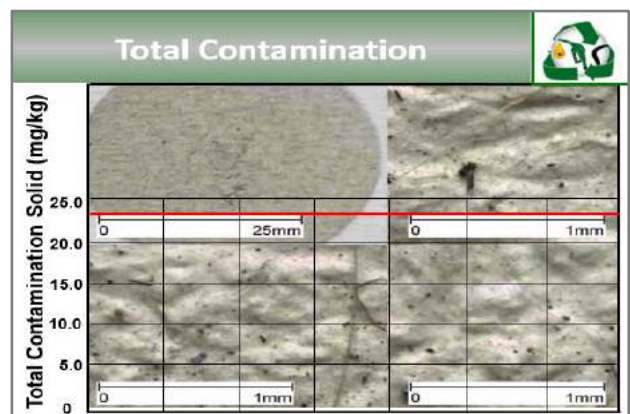 Total Contamination
Total Contamination Solid (mg/kg)
25.0
0 25mm
0 1mm
20.0
15.0
10.0
5.0
0 1mm
0 1mm
0